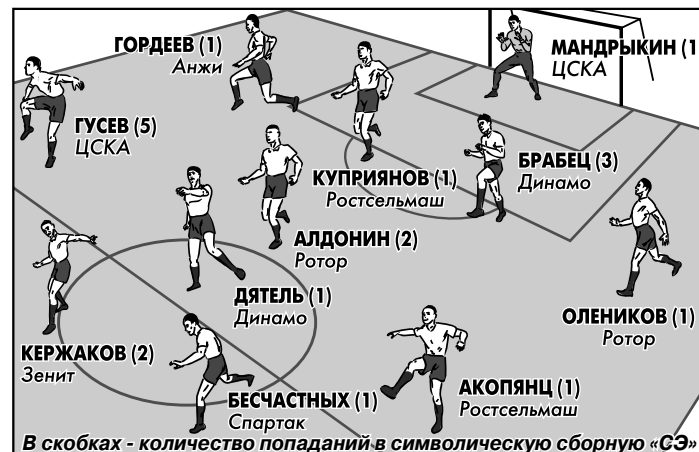 ГОРДЕЕВ (1)
Анжи
МАНДРЫКИН (1
ЦСКА
ГУСЕВ (5)
ЦСКА
КУПРИЯНОВ (1)
Ростсельмаш
БРАБЕЦ (3)
Динамо
АЛДОНИН (2)
Ротор
ДЯТЕЛЬ (1)
Динамо
ОЛЕНИКОВ (1)
Ротор
КЕРЖАКОВ (2)
Зенит
БЕСЧАСТНЫХ (1)
Спартак
АКОПЯНЦ (1)
Ростсельмаш
В скобках - количество попаданий в символическую сборную «СЭ»